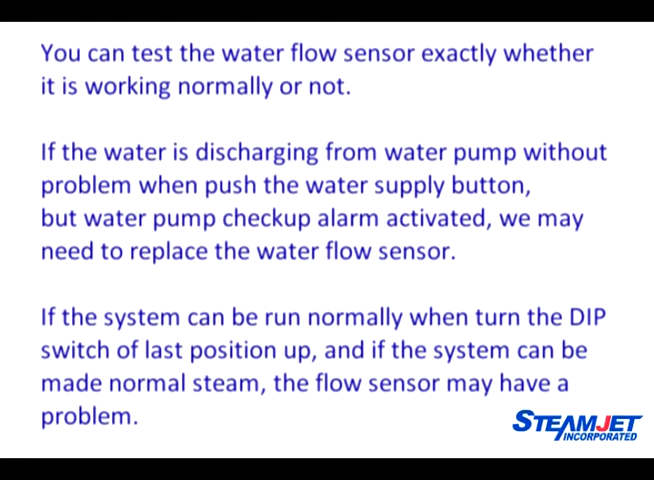 You can test the water flow sensor exactly whether
it is working normally or not.
If the water is discharging from water pump without
problem when push the water supply button,
but water pump checkup alarm activated, we may
need to replace the water flow sensor.
If the system can be run normally when turn the DIP
switch of last position up, and if the system can be
made normal steam, the flow sensor may have a
problem.
STEAMJET
INCORPORATED